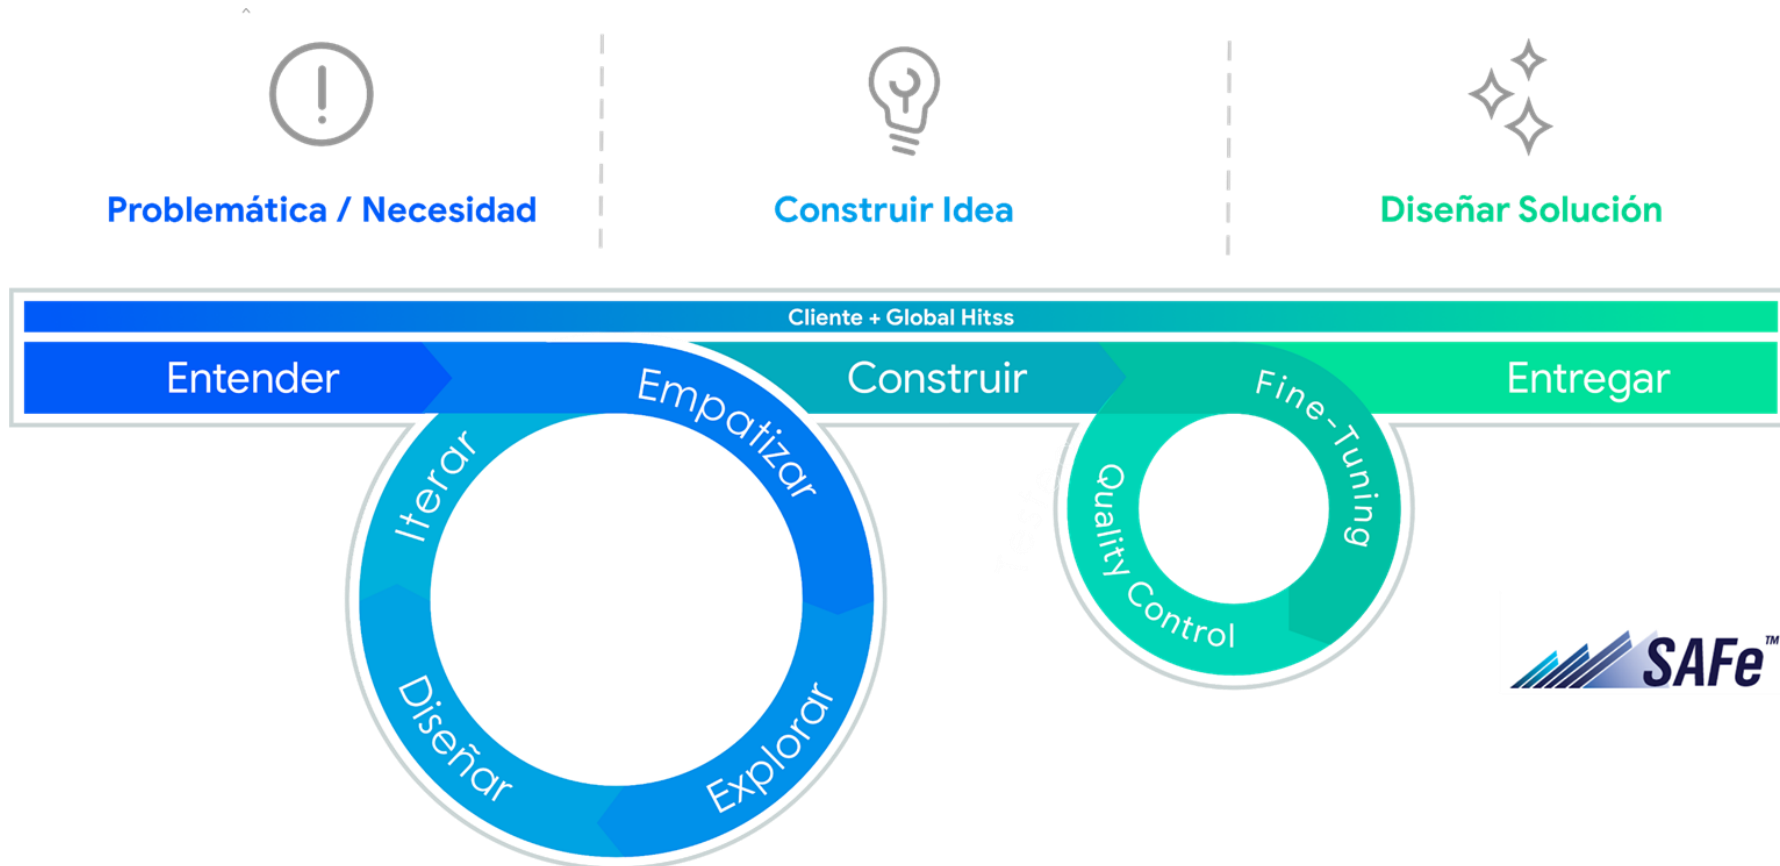 Problemática / Necesidad
Construir Idea
Diseñar Solución
Cliente + Global Hitss
Entender
Empatizar
Construir
Fine-Tuning
Entregar
Iterar
Quality Control
Diseñar
Explorar
SAFe™